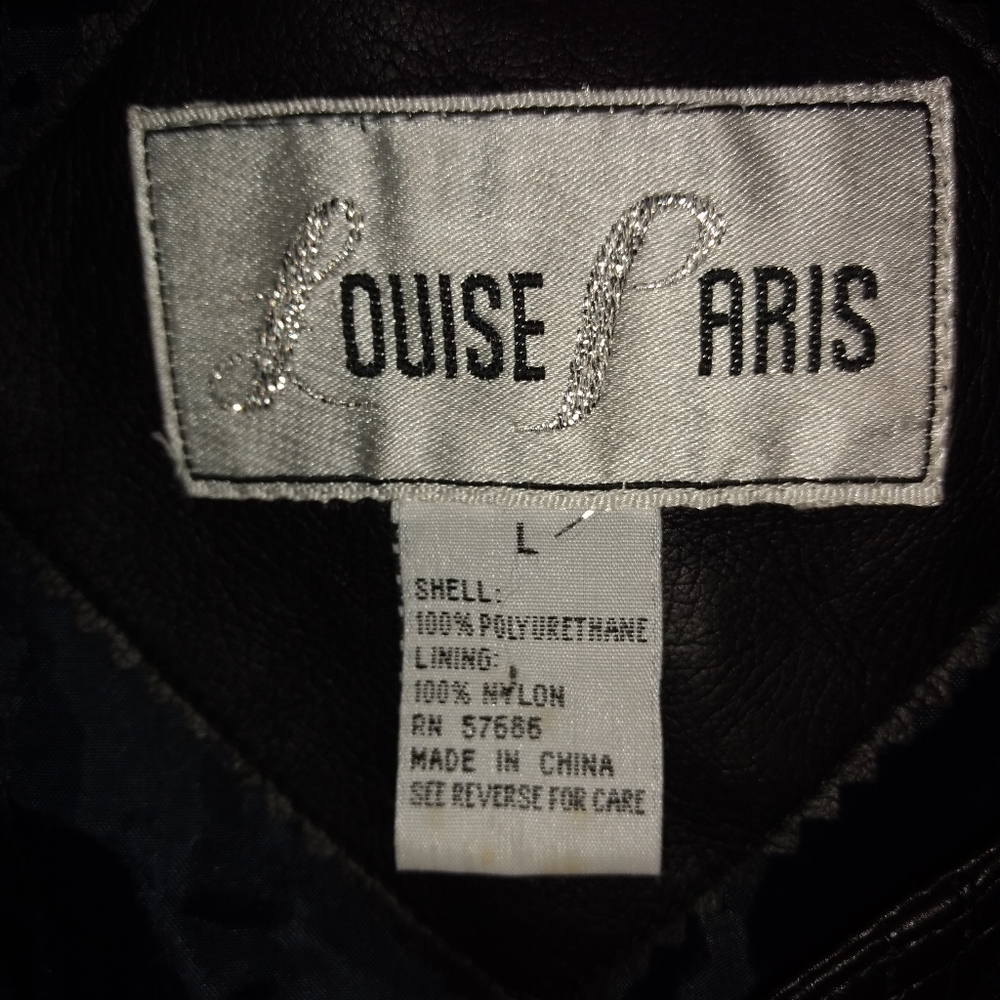 LOUISE PARIS
L
SHELL:
100% POLYURETHANE
LINING:
100% NYLON
RN 57686
MADE IN CHINA
SEE REVERSE FOR CARE